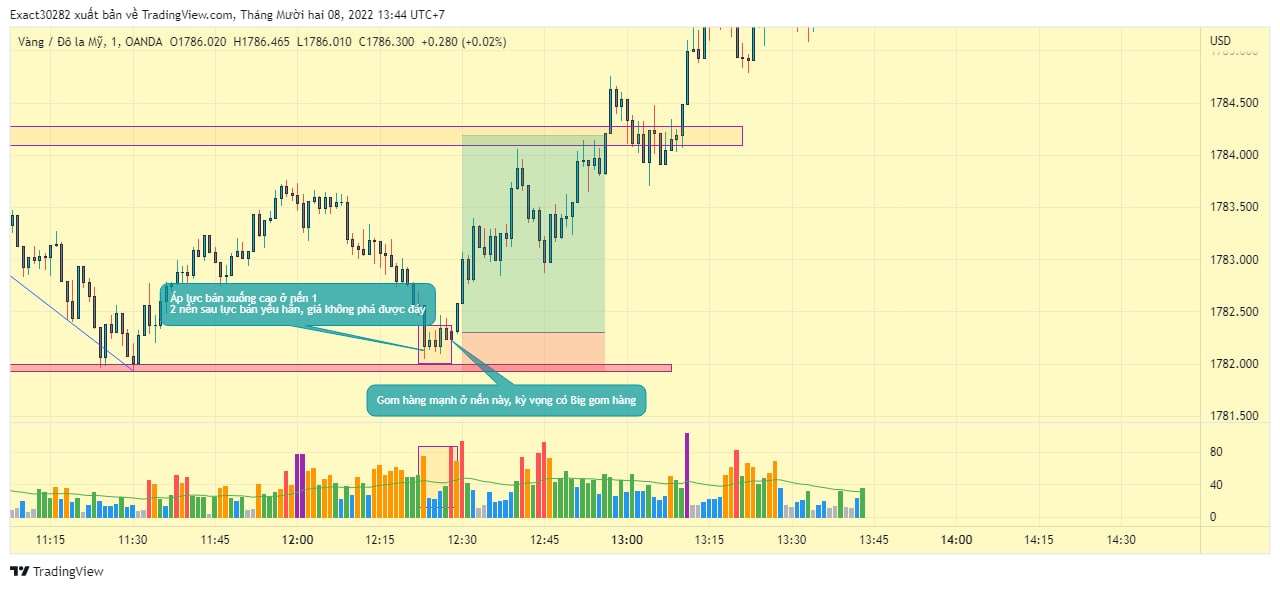 Exact30282 xuất bản về TradingView.com, Tháng Mười hai 08, 2022 13:44 UTC+7
Vàng / Đô la Mỹ, 1, OANDA O1786.020 H1786.465 L1786.010 C1786.300 +0.280 (+0.02%)
USD
1785.000
1784.500
1784.000
1783.500
1783.000
Áp lực bán xuống cao ở nến 1
2 nến sau lực bán yếu hẳn, giá không phá được đáy
1782.500
1782.000
Gom hàng mạnh ở nến này, kỳ vọng có Big gom hàng
1781.500
80
40
0
11:15 11:30 11:45 12:00 12:15 12:30 12:45 13:00 13:15 13:30 13:45 14:00 14:15 14:30
TradingView